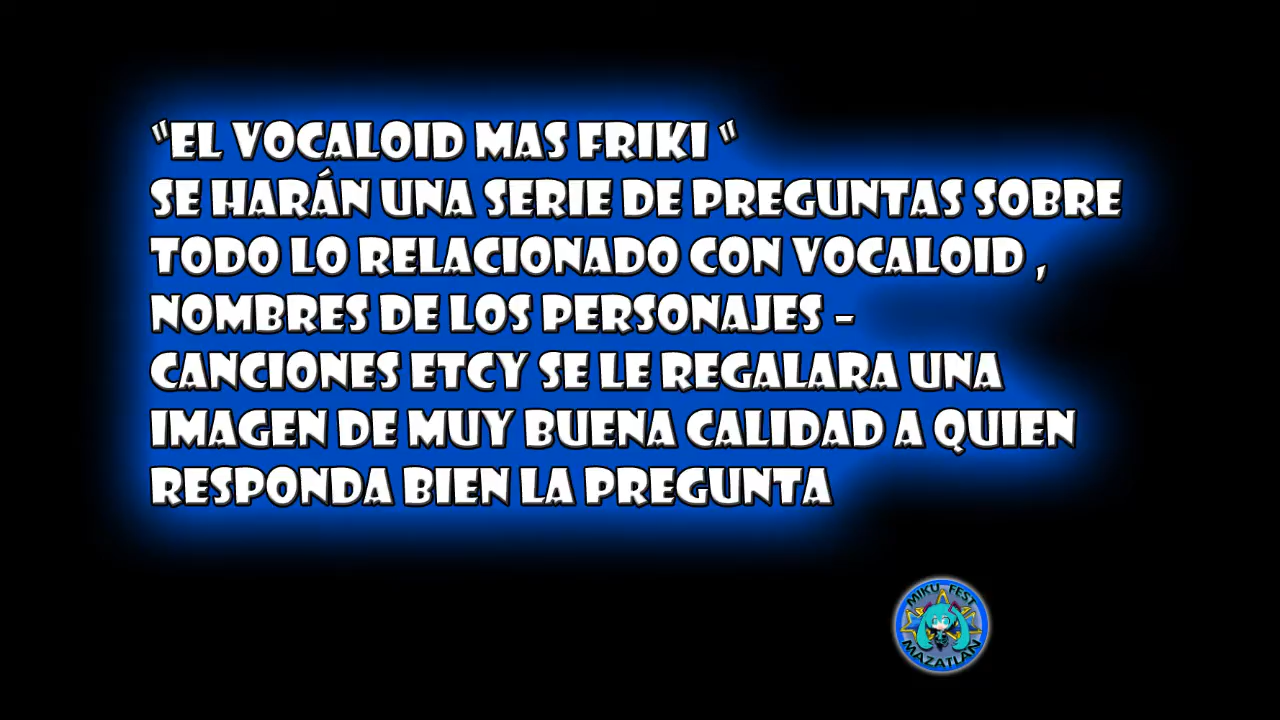 “EL VOCALOID MAS FRIKI “
SE HARÁN UNA SERIE DE PREGUNTAS SOBRE
TODO LO RELACIONADO CON VOCALOID ,
NOMBRES DE LOS PERSONAJES –
CANCIONES ETCY SE LE REGALARA UNA
IMAGEN DE MUY BUENA CALIDAD A QUIEN
RESPONDA BIEN LA PREGUNTA
MIKU FEST
MAZATLAN